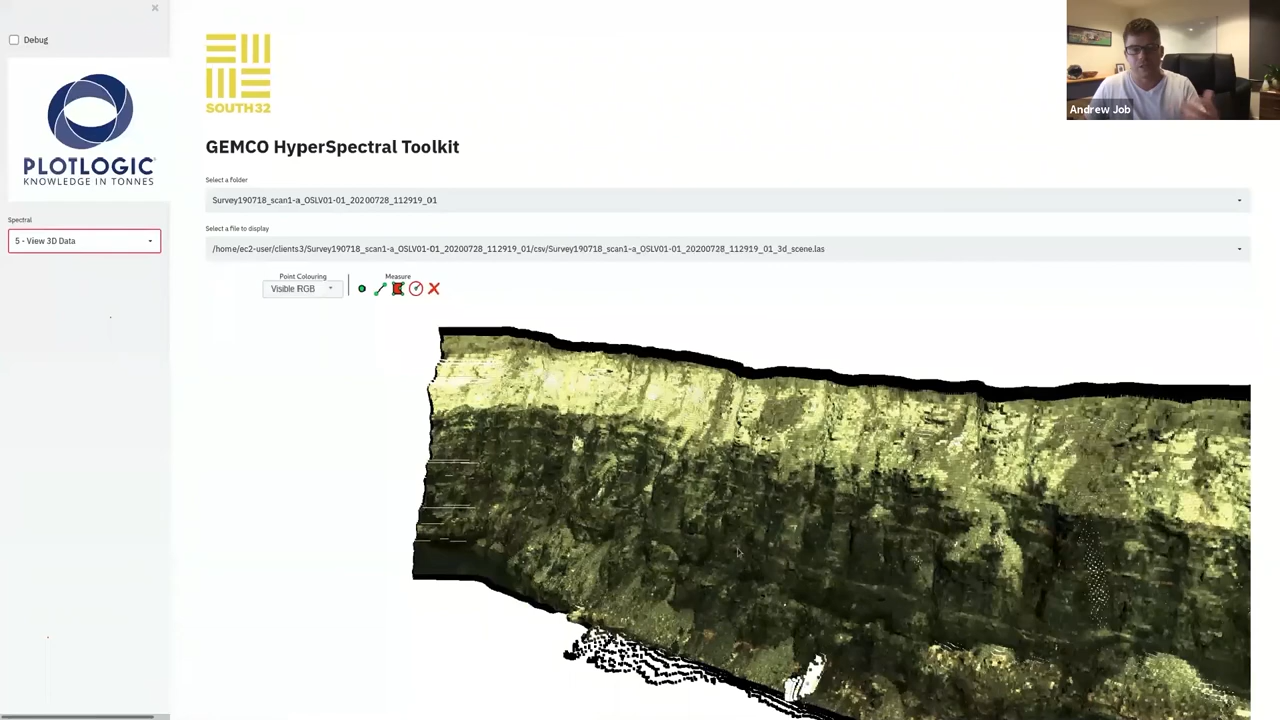 ×
Debug
PLOTLOGIC
KNOWLEDGE IN TONNES
Spectral
5 - View 3D Data
SOUTH32
GEMCO HyperSpectral Toolkit
Select a Folder
Survey190718_scan1-a_OSLV01-01_20200728_112919_01
Select a file to display
/home/ec2-user/clients3/Survey190718_scan1-a_OSLV01-01_20200728_112919_01/csv/Survey190718_scan1-a_OSLV01-01_20200728_112919_01_3d_scene.las
Point Colouring
Visible RGB
Measure
Andrew Job